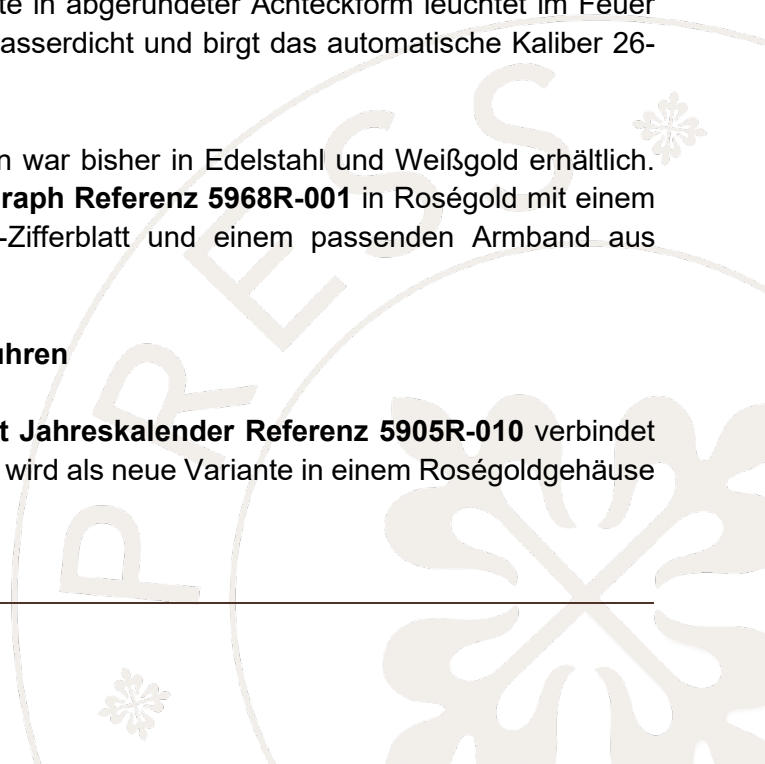 te in abgerundeter Achteckform leuchtet im Feuer
asserdicht und birgt das automatische Kaliber 26-
n war bisher in Edelstahl und Weißgold erhältlich.
raph Referenz 5968R-001 in Roségold mit einem
-Zifferblatt und einem passenden Armband aus
uhren
t Jahreskalender Referenz 5905R-010 verbindet
wird als neue Variante in einem Roségoldgehäuse
PRESS